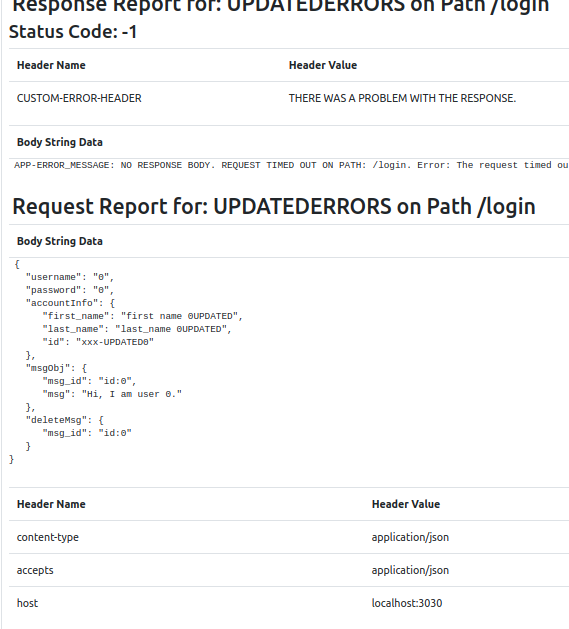 Response Report for: UPDATEDERRORS on Path /login
Status Code: -1
Header Name Header Value
CUSTOM-ERROR-HEADER THERE WAS A PROBLEM WITH THE RESPONSE.
Body String Data
APP-ERROR_MESSAGE: NO RESPONSE BODY. REQUEST TIMED OUT ON PATH: /login. Error: The request timed ou
Request Report for: UPDATEDERRORS on Path /login
Body String Data
{
"username": "0",
"password": "0",
"accountInfo": {
"first_name": "first name 0UPDATED",
"last_name": "last_name 0UPDATED",
"id": "xxx-UPDATED0"
},
"msgObj": {
"msg_id": "id:0",
"msg": "Hi, I am user 0."
},
"deleteMsg": {
"msg_id": "id:0"
}
}
Header Name Header Value
content-type application/json
accepts application/json
host localhost:3030